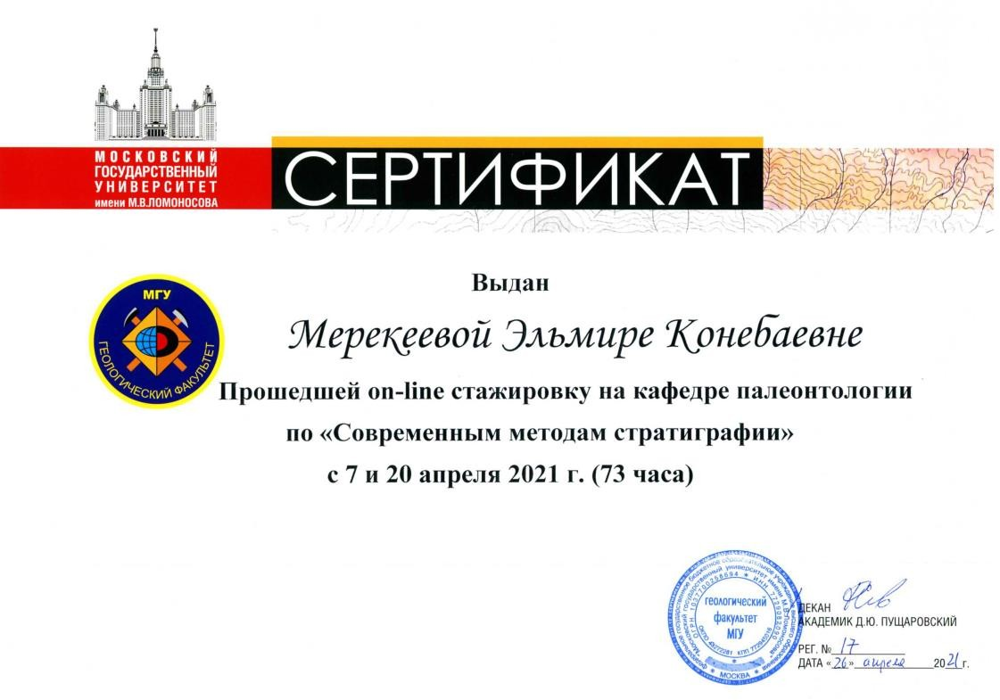 МОСКОВСКИЙ
ГОСУДАРСТВЕННЫЙ
УНИВЕРСИТЕТ
имени М.В.ЛОМОНОСОВА
СЕРТИФИКАТ
МГУ
ГЕОЛОГИЧЕСКИЙ ФАКУЛЬТЕТ
Выдан
Мерекеевой Эльмире Конебаевне
Прошедшей on-line стажировку на кафедре палеонтологии
по «Современным методам стратиграфии»
с 7 и 20 апреля 2021 г. (73 часа)
геологический
факультет
МГУ
МОСКВА
ДЕКАН
АКАДЕМИК Д.Ю. ПУЩАРОВСКИЙ
РЕГ. № 17
ДАТА «26» апреля 2021 г.